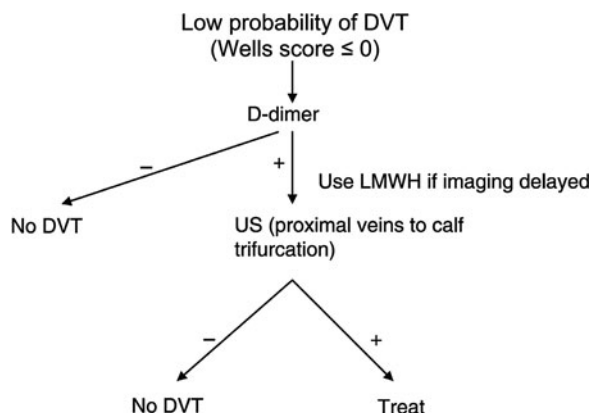 Low probability of DVT
(Wells score ≤ 0)
D-dimer
–
+
Use LMWH if imaging delayed
No DVT
US (proximal veins to calf
trifurcation)
–
+
No DVT
Treat